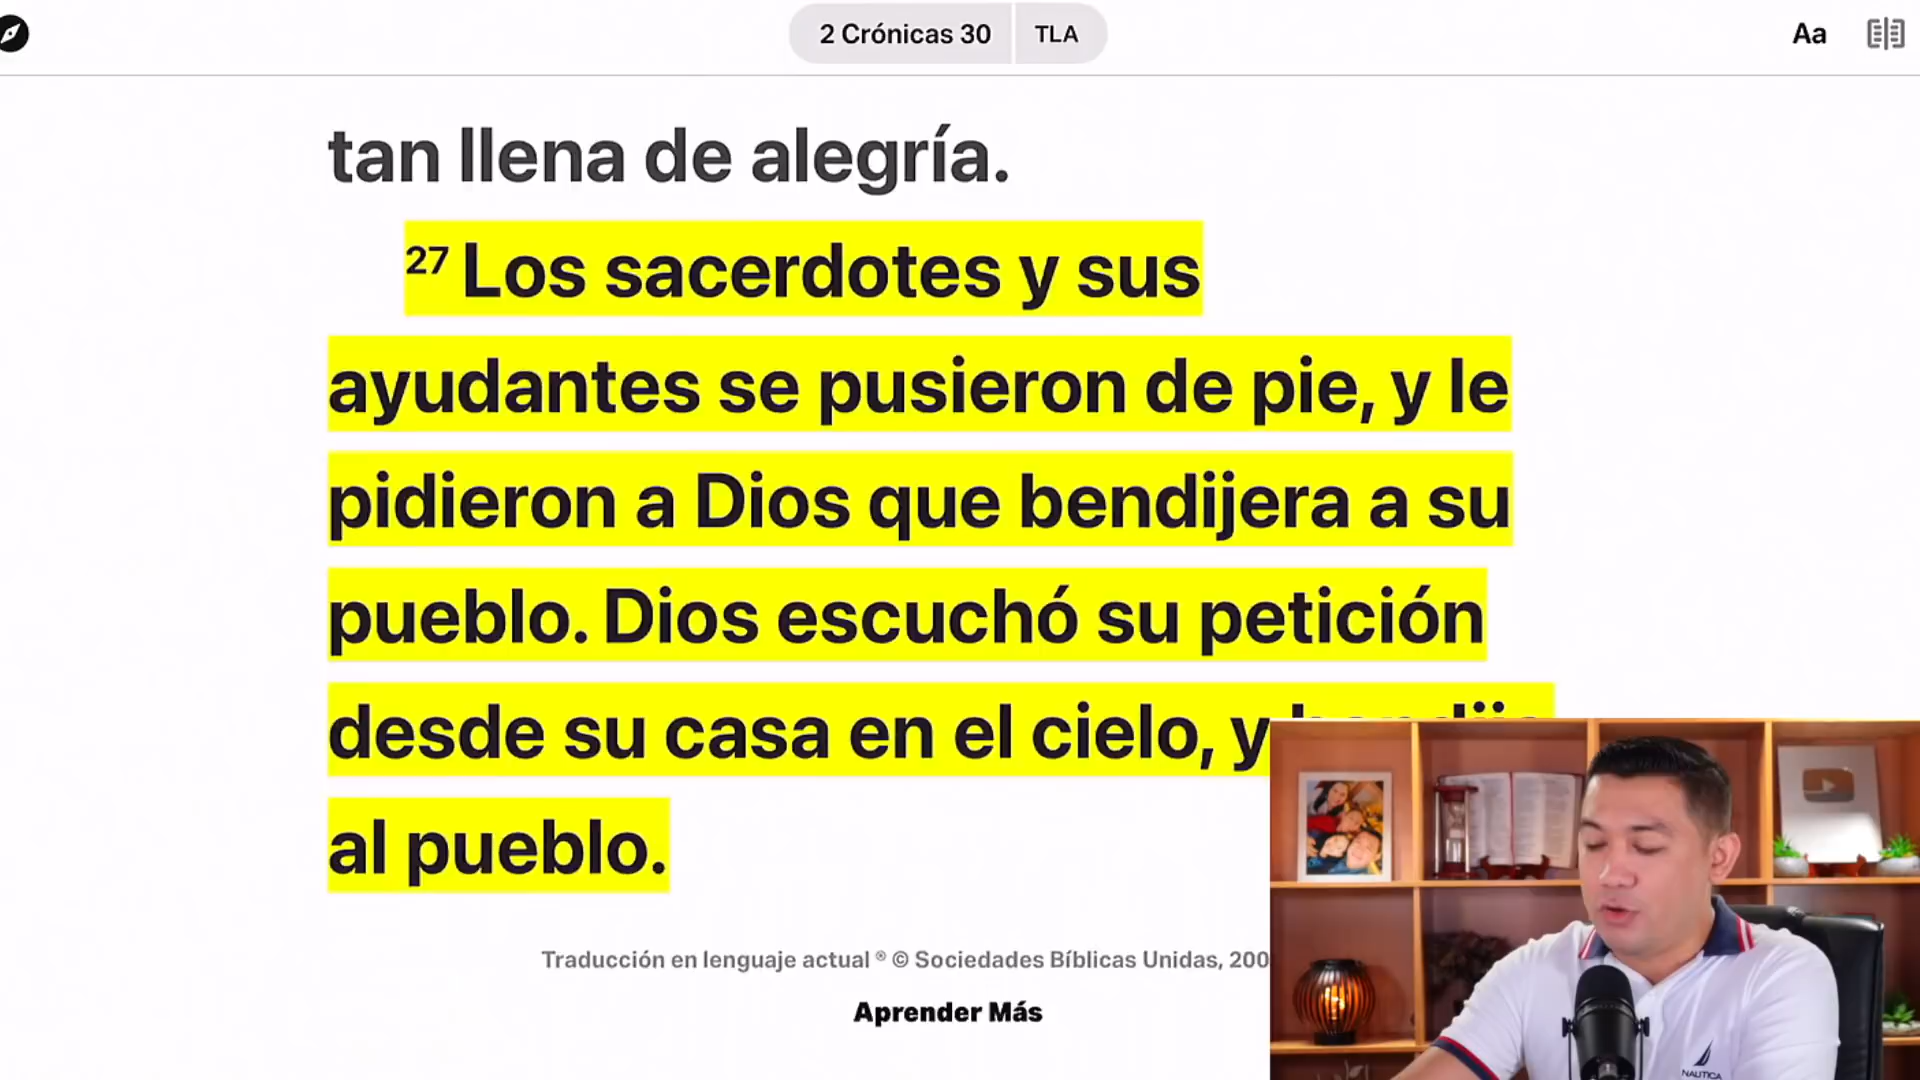 2 Crónicas 30 TLA Aa
tan llena de alegría.
27 Los sacerdotes y sus
ayudantes se pusieron de pie, y le
pidieron a Dios que bendijera a su
pueblo. Dios escuchó su petición
desde su casa en el cielo, y
al pueblo.
Traducción en lenguaje actual ® © Sociedades Bíblicas Unidas, 200
Aprender Más
NAUTICA